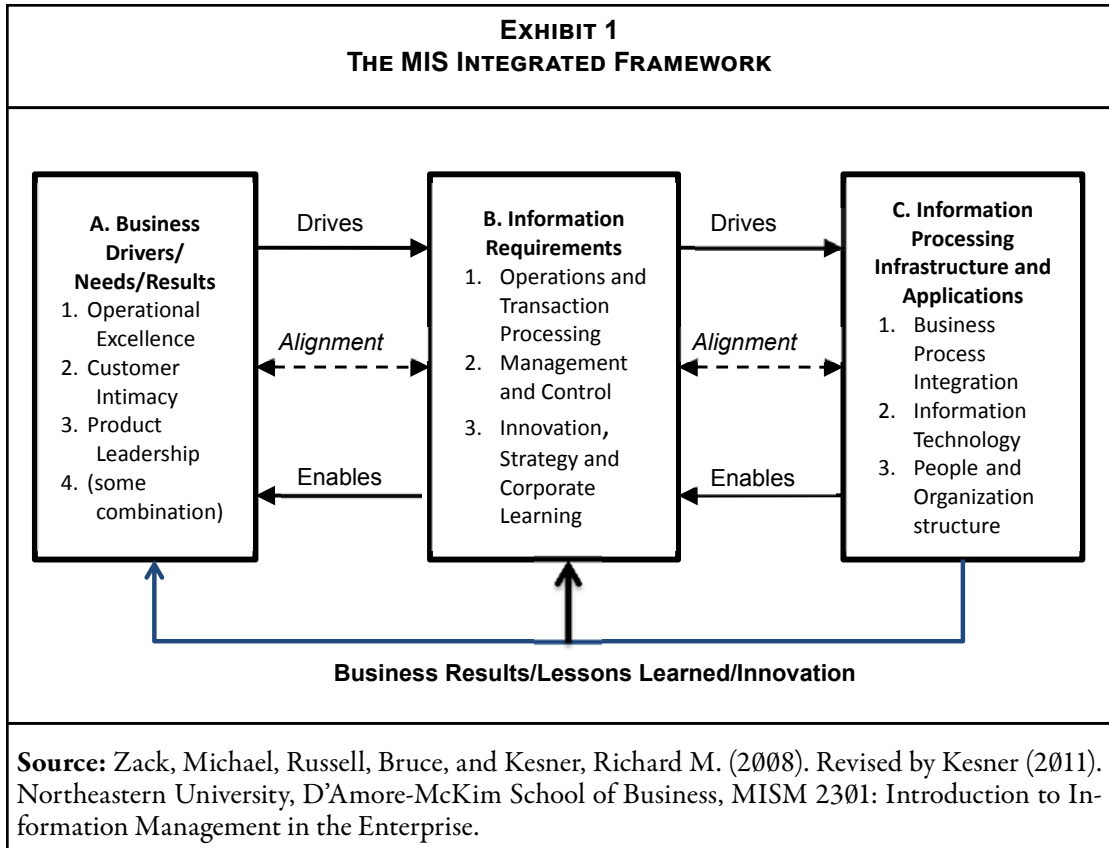 EXHIBIT 1
THE MIS INTEGRATED FRAMEWORK
A. Business
Drivers/
Needs/Results
1. Operational
Excellence
2. Customer
Intimacy
3. Product
Leadership
4. (some
combination)
Drives
Alignment
Enables
B. Information
Requirements
1. Operations and
Transaction
Processing
2. Management
and Control
3. Innovation,
Strategy and
Corporate
Learning
Drives
Alignment
Enables
C. Information
Processing
Infrastructure and
Applications
1. Business
Process
Integration
2. Information
Technology
3. People and
Organization
structure
Business Results/Lessons Learned/Innovation
Source: Zack, Michael, Russell, Bruce, and Kesner, Richard M. (2008). Revised by Kesner (2011).
Northeastern University, D'Amore-McKim School of Business, MISM 2301: Introduction to In-
formation Management in the Enterprise.